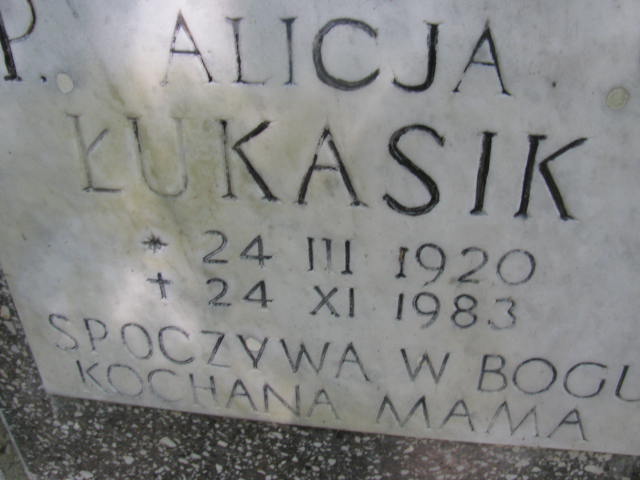 P. ALICJA
ŁUKASIK
* 24 III 1920
† 24 XI 1983
SPOCZYWA W BOGU
KOCHANA MAMA